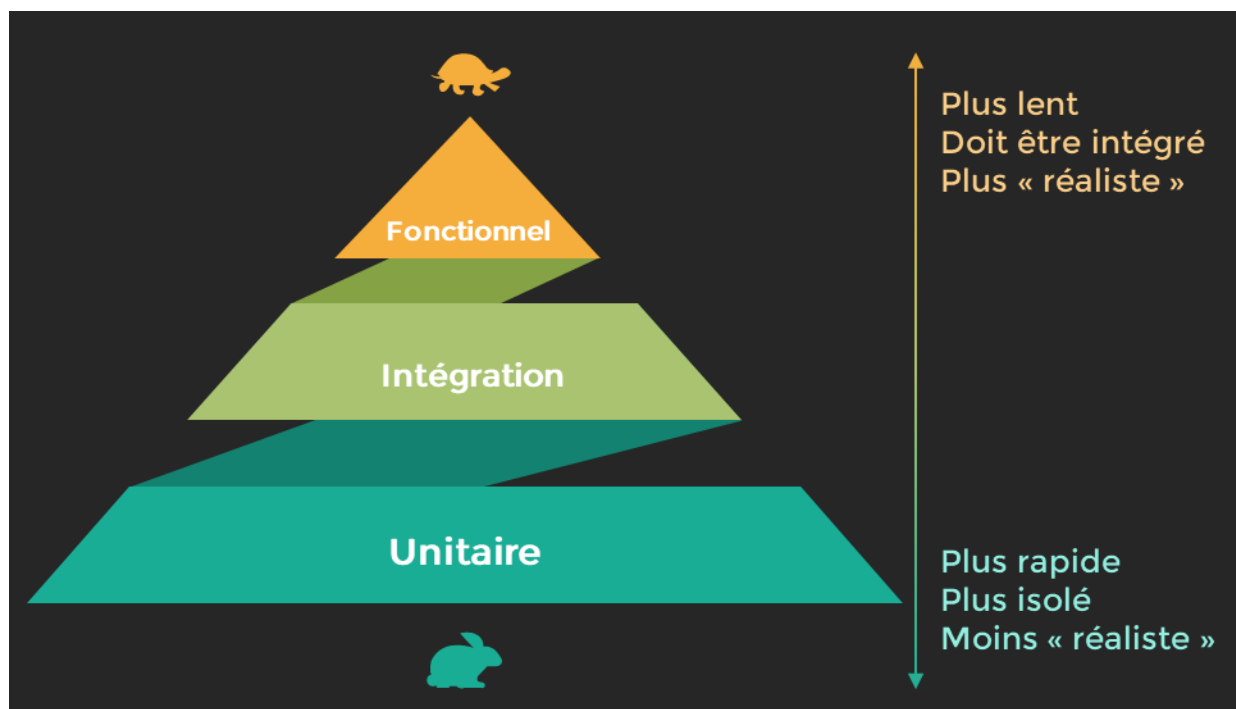 Plus lent
Doit être intégré
Plus « réaliste »
Fonctionnel
Intégration
Unitaire
Plus rapide
Plus isolé
Moins « réaliste »